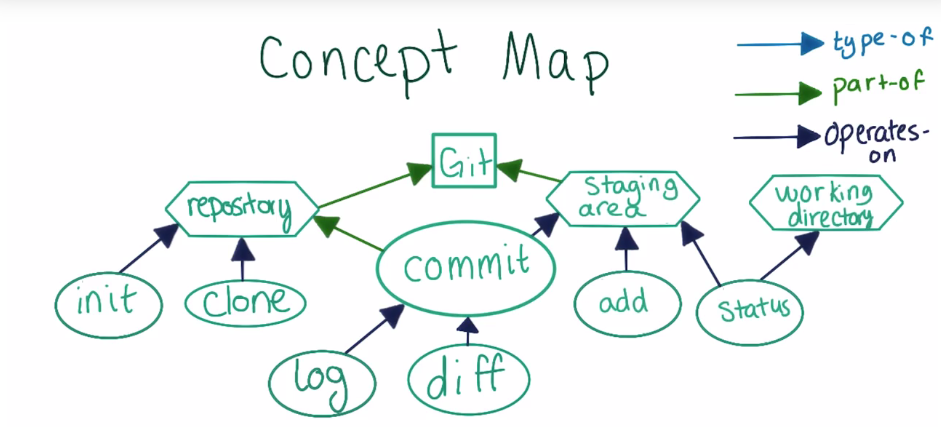 Concept Map
type-of
part-of
operates-
on
Git
repository
Staging
area
working
directory
commit
init
clone
add
Status
log
diff